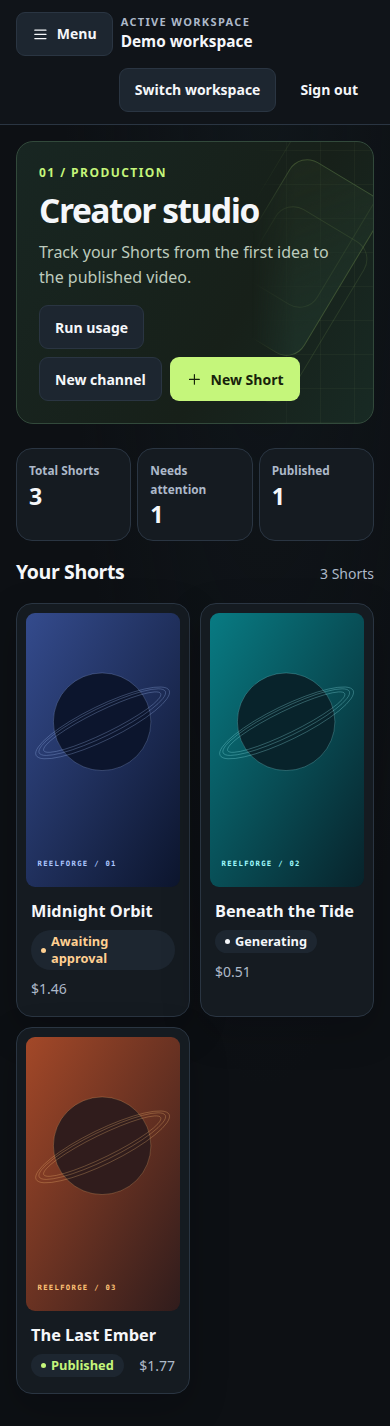 Menu
ACTIVE WORKSPACE
Demo workspace
Switch workspace
Sign out
01 / PRODUCTION
Creator studio
Track your Shorts from the first idea to
the published video.
Run usage
New channel
New Short
Total Shorts
3
Needs
attention
1
Published
1
Your Shorts
3 Shorts
REELFORGE / 01
Midnight Orbit
Awaiting
approval
$1.46
REELFORGE / 02
Beneath the Tide
Generating
$0.51
REELFORGE / 03
The Last Ember
Published
$1.77